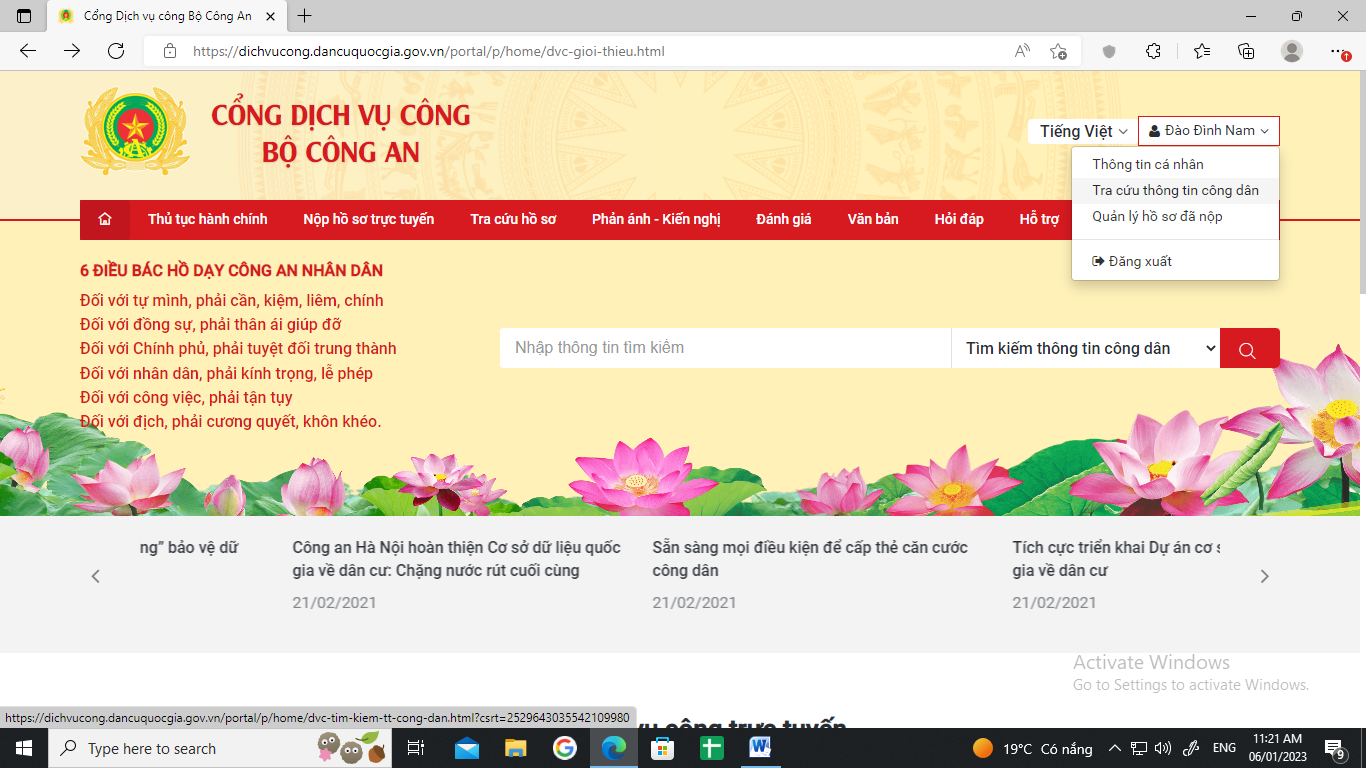 Cổng Dịch vụ công Bộ Công An
https://dichvucong.dancuquocgia.gov.vn/portal/p/home/dvc-gioi-thieu.html
CỔNG DỊCH VỤ CÔNG
BỘ CÔNG AN
Tiếng Việt
Đào Đình Nam
Thông tin cá nhân
Tra cứu thông tin công dân
Quản lý hồ sơ đã nộp
Đăng xuất
Thủ tục hành chính Nộp hồ sơ trực tuyến Tra cứu hồ sơ Phản ánh - Kiến nghị Đánh giá Văn bản Hỏi đáp Hỗ trợ
6 ĐIỀU BÁC HỒ DẠY CÔNG AN NHÂN DÂN
Đối với tự mình, phải cần, kiệm, liêm, chính
Đối với đồng sự, phải thân ái giúp đỡ
Đối với Chính phủ, phải tuyệt đối trung thành
Đối với nhân dân, phải kính trọng, lễ phép
Đối với công việc, phải tận tụy
Đối với địch, phải cương quyết, khôn khéo.
Nhập thông tin tìm kiếm
Tìm kiếm thông tin công dân
ng” bảo vệ dữ
Công an Hà Nội hoàn thiện Cơ sở dữ liệu quốc
gia về dân cư: Chặng nước rút cuối cùng
21/02/2021
Sẵn sàng mọi điều kiện để cấp thẻ căn cước
công dân
21/02/2021
Tích cực triển khai Dự án cơ s
gia về dân cư
21/02/2021
Activate Windows
Go to Settings to activate Windows.
https://dichvucong.dancuquocgia.gov.vn/portal/p/home/dvc-tim-kiem-tt-cong-dan.html?csrt=2529643035542109980
vụ công trực tuyến
Type here to search
19°C Có nắng
ENG
11:21 AM
06/01/2023
9